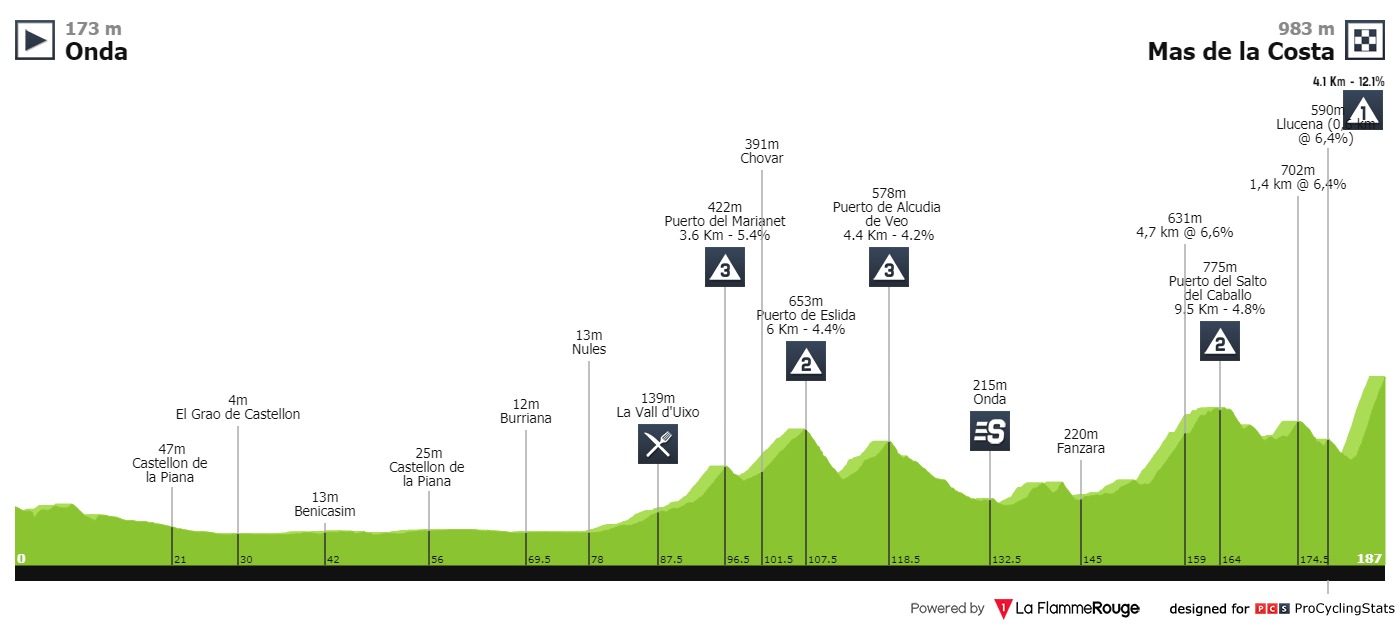 173 m
Onda
983 m
Mas de la Costa
4.1 Km - 12.1%
1
590m
Llucena (0,6 km
@ 6,4%)
391m
Chovar
702m
1,4 km @ 6,4%
422m
Puerto del Marianet
3.6 Km - 5.4%
3
578m
Puerto de Alcudia
de Veo
4.4 Km - 4.2%
3
631m
4,7 km @ 6,6%
775m
Puerto del Salto
del Caballo
9.5 Km - 4.8%
2
653m
Puerto de Eslida
6 Km - 4.4%
2
13m
Nules
139m
La Vall d'Uixo
215m
Onda
S
4m
El Grao de Castellon
12m
Burriana
220m
Fanzara
47m
Castellon de
la Piana
25m
Castellon de
la Piana
13m
Benicasim
0 21 30 42 56 69.5 78 87.5 96.5 101.5 107.5 118.5 132.5 145 159 164 174.5 187
Powered by 1 La FlammeRouge designed for PCS ProCyclingStats